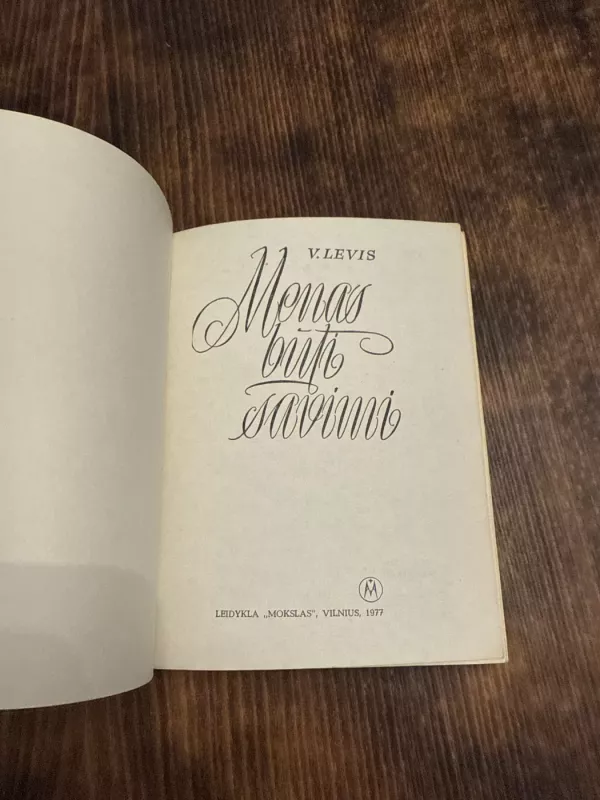 V. LEVIS
Menas
būti
savimi
M
LEIDYKLA „MOKSLAS", VILNIUS, 1977